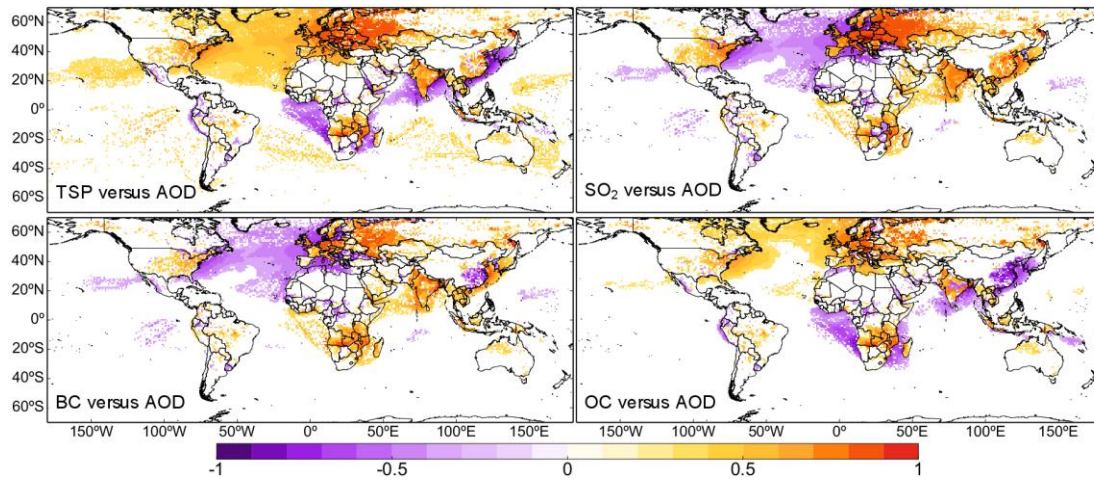 60°N
40°N
20°N
0°
20°S
40°S
60°S
TSP versus AOD
SO₂ versus AOD
60°N
40°N
20°N
0°
20°S
40°S
60°S
BC versus AOD
OC versus AOD
150°W 100°W 50°W 0° 50°E 100°E 150°E 150°W 100°W 50°W 0° 50°E 100°E 150°E
-1 -0.5 0 0.5 1